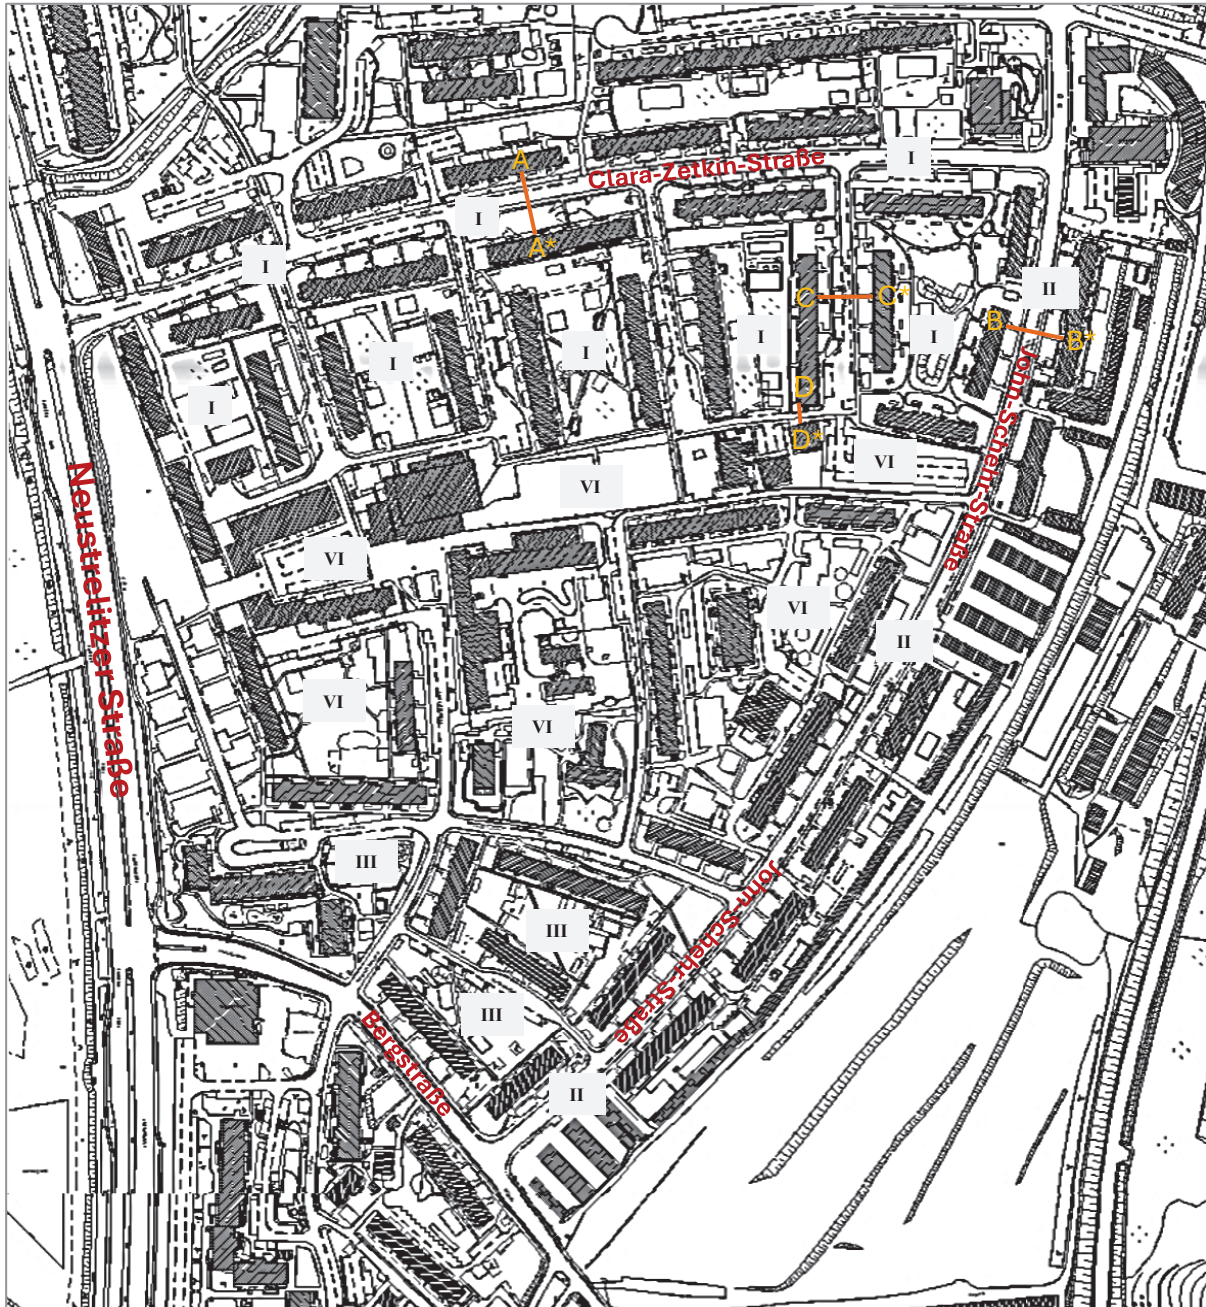 I
A
Clara-Zetkin-Straße
I
A*
I
II
C
C*
B
B*
I
I
I
I
I
D
D*
John-Schehr-Straße
VI
VI
Neustrelitzer Straße
VI
VI
II
VI
VI
III
John-Schehr-Straße
III
III
Bergstraße
II